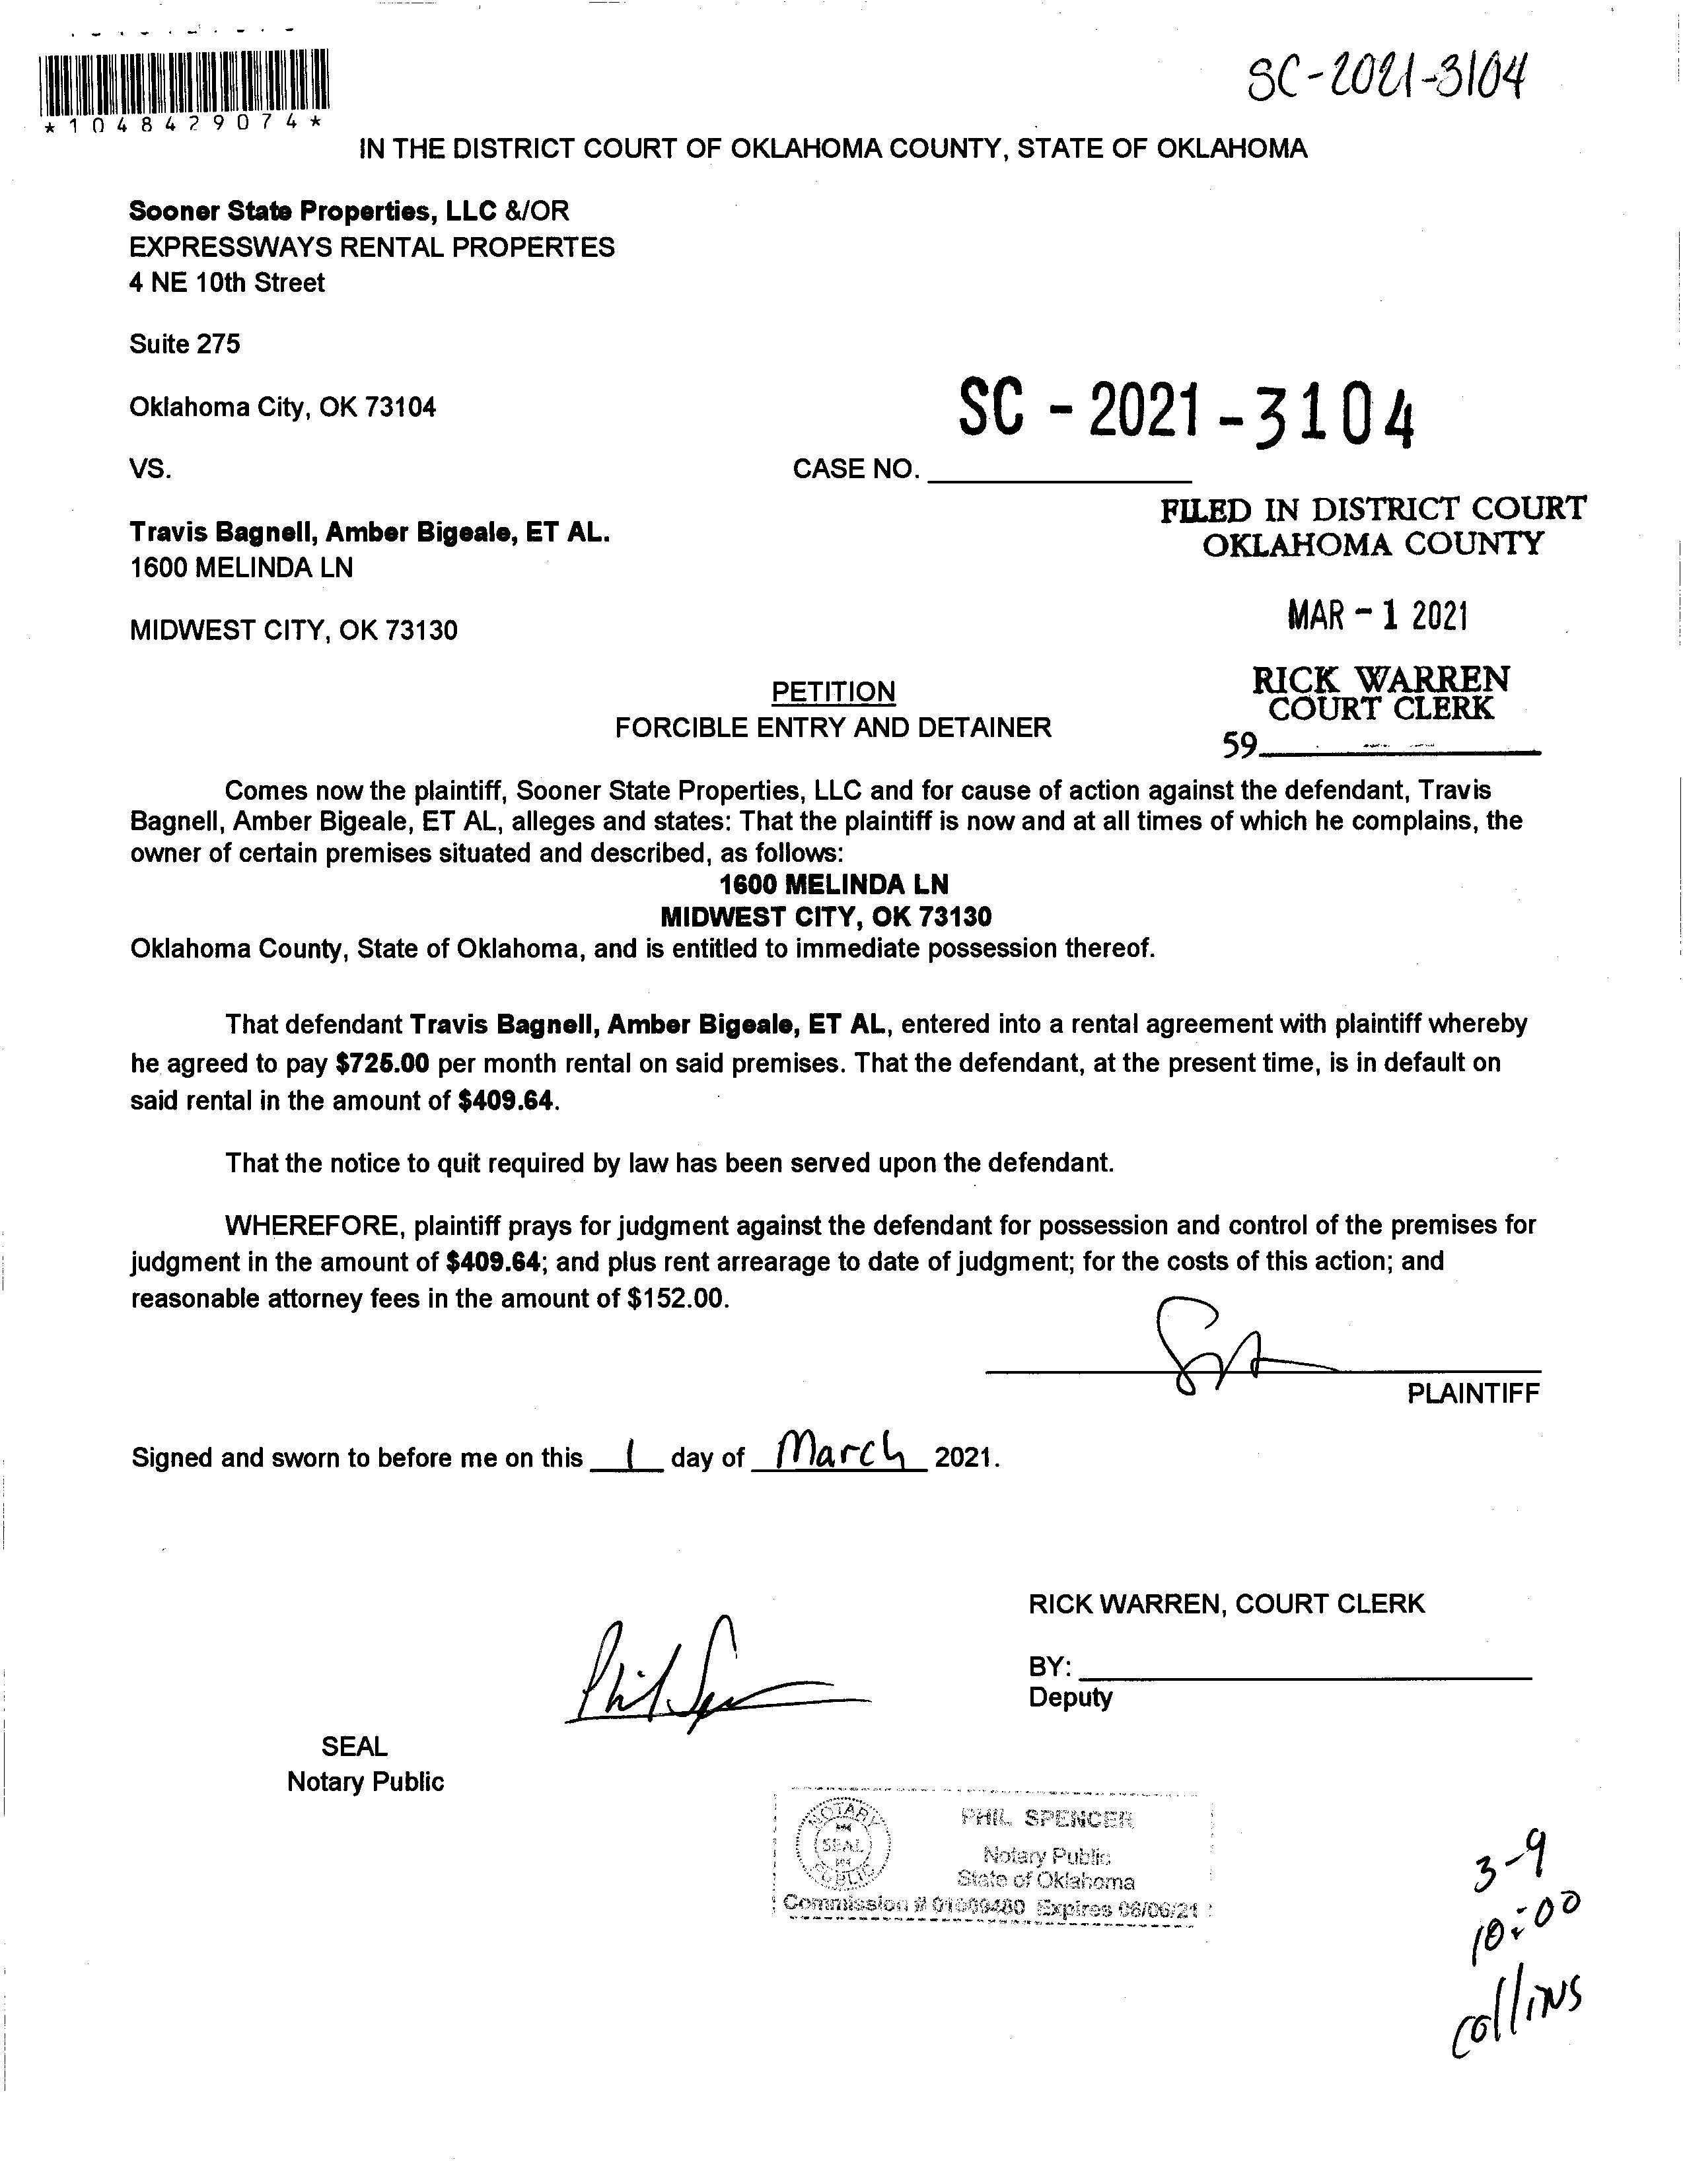 SC-2021-3104
*1048429074*
IN THE DISTRICT COURT OF OKLAHOMA COUNTY, STATE OF OKLAHOMA
Sooner State Properties, LLC &/OR
EXPRESSWAYS RENTAL PROPERTES
4 NE 10th Street
Suite 275
Oklahoma City, OK 73104
SC - 2021 - 3104
VS.
CASE NO.
FILED IN DISTRICT COURT
OKLAHOMA COUNTY
Travis Bagnell, Amber Bigeale, ET AL.
1600 MELINDA LN
MAR - 1 2021
MIDWEST CITY, OK 73130
RICK WARREN
COURT CLERK
59
PETITION
FORCIBLE ENTRY AND DETAINER
Comes now the plaintiff, Sooner State Properties, LLC and for cause of action against the defendant, Travis
Bagnell, Amber Bigeale, ET AL, alleges and states: That the plaintiff is now and at all times of which he complains, the
owner of certain premises situated and described, as follows:
1600 MELINDA LN
MIDWEST CITY, OK 73130
Oklahoma County, State of Oklahoma, and is entitled to immediate possession thereof.
That defendant Travis Bagnell, Amber Bigeale, ET AL, entered into a rental agreement with plaintiff whereby
he agreed to pay $725.00 per month rental on said premises. That the defendant, at the present time, is in default on
said rental in the amount of $409.64.
That the notice to quit required by law has been served upon the defendant.
WHEREFORE, plaintiff prays for judgment against the defendant for possession and control of the premises for
judgment in the amount of $409.64; and plus rent arrearage to date of judgment; for the costs of this action; and
reasonable attorney fees in the amount of $152.00.
PLAINTIFF
Signed and sworn to before me on this 1 day of March 2021.
RICK WARREN, COURT CLERK
BY:
Deputy
Phil Spencer
SEAL
Notary Public
NOTARY
SEAL
PUBLIC
PHIL SPENCER
Notary Public
State of Oklahoma
Commission # 01009480 Expires 06/06/21
3-9
10:00
collins